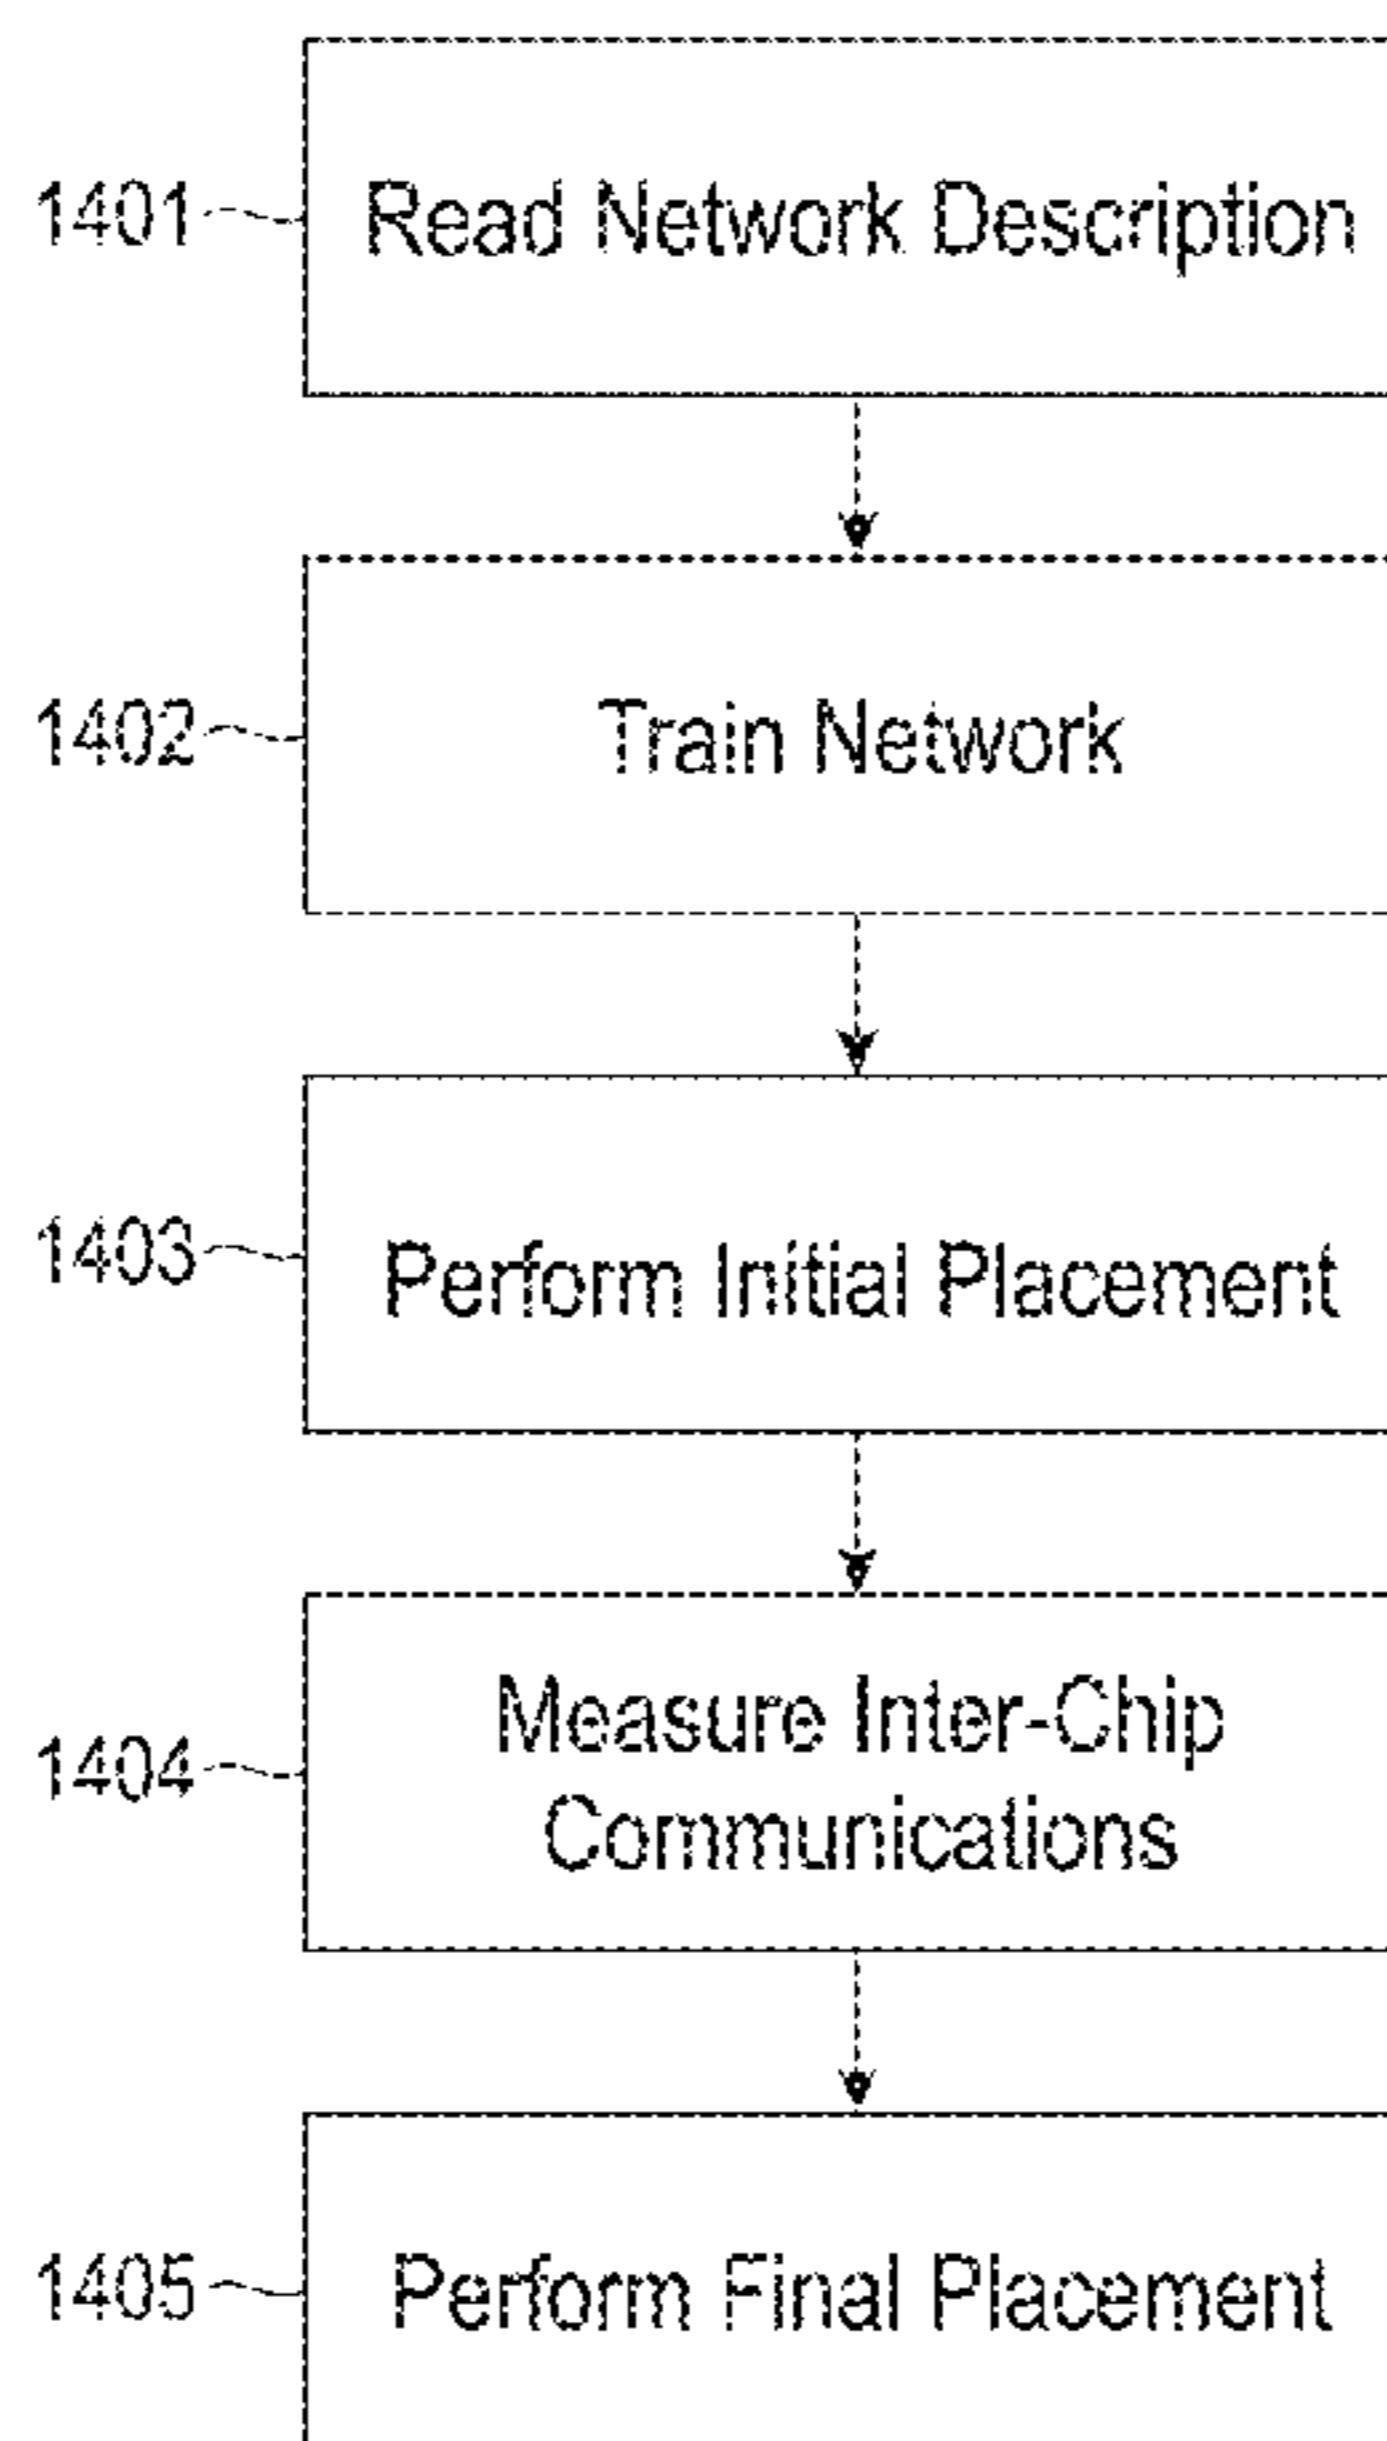 1401 Read Network Description
1402 Train Network
1403 Perform Initial Placement
Measure Inter-Chip
1404
Communications
1405 Perform Final Placement